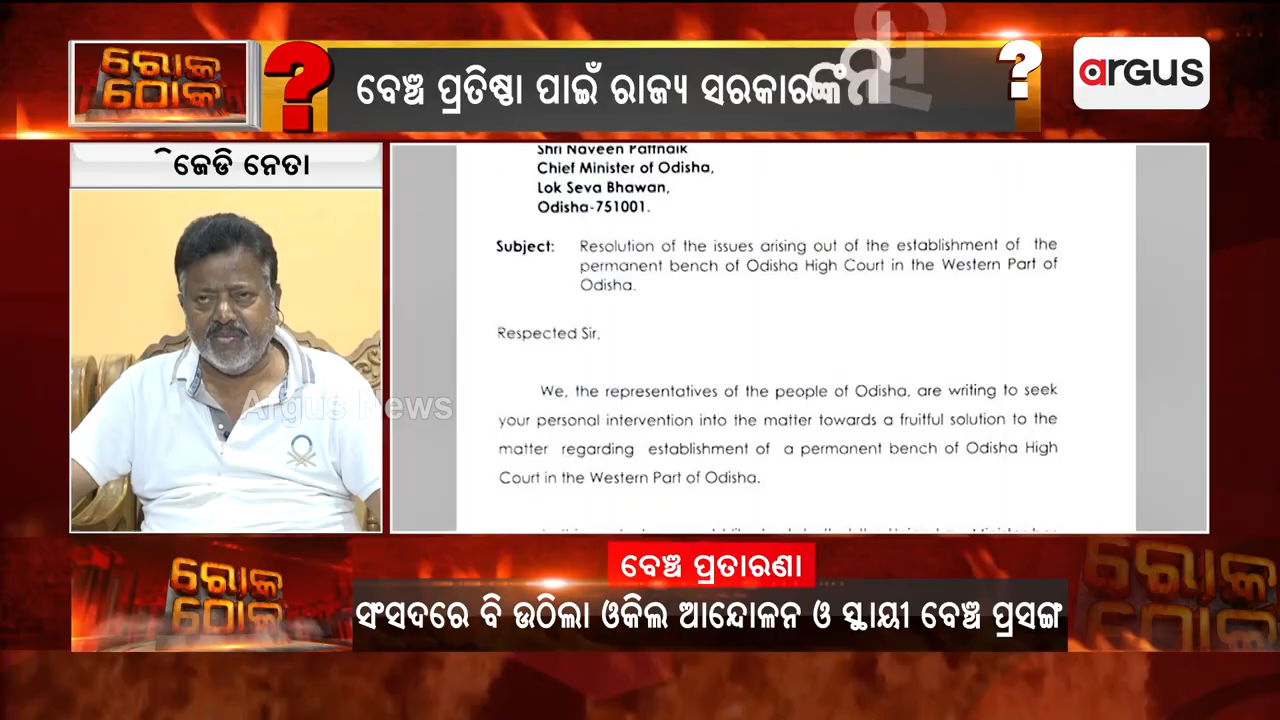 ରୋକ
ଠୋକ
?
ବେଞ୍ଚ ପ୍ରତିଷ୍ଠା ପାଇଁ ରାଜ୍ୟ ସରକାରଙ୍କ
?
argus
ଜେଡି ନେତା
Shri Naveen Pattnaik
Chief Minister of Odisha,
Lok Seva Bhawan,
Odisha-751001.
Subject: Resolution of the issues arising out of the establishment of the
permanent bench of Odisha High Court in the Western Part of
Odisha.
Respected Sir,
We, the representatives of the people of Odisha, are writing to seek
your personal intervention into the matter towards a fruitful solution to the
matter regarding establishment of a permanent bench of Odisha High
Court in the Western Part of Odisha.
Argus News
ରୋକ
ଠୋକ
ବେଞ୍ଚ ପ୍ରତାରଣା
ସଂସଦରେ ବି ଉଠିଲା ଓକିଲ ଆନ୍ଦୋଳନ ଓ ସ୍ଥାୟୀ ବେଞ୍ଚ ପ୍ରସଙ୍ଗ
ରୋକ
ଠୋକ